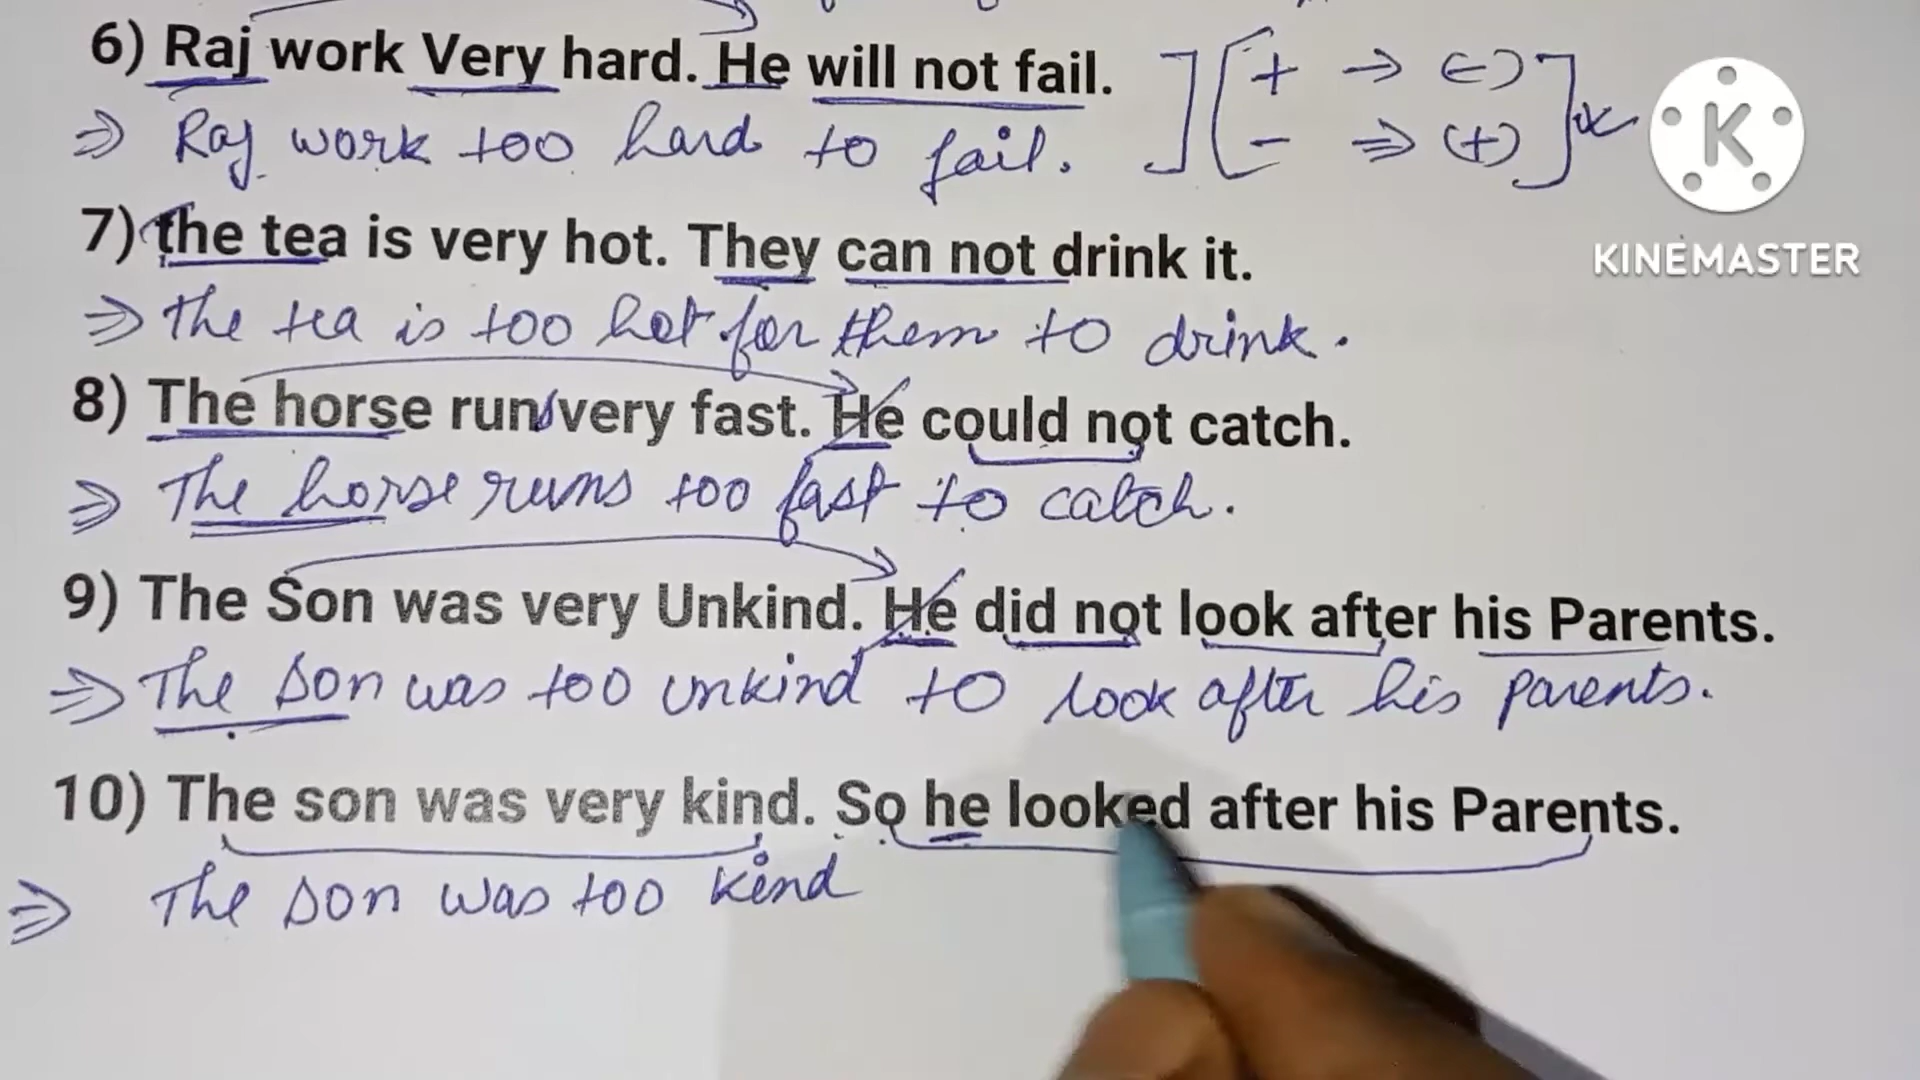 6) Raj work Very hard. He will not fail.
⇒ Raj work too hard to fail.
+ → (-)
- ⇒ (+)
K
KINEMASTER
7) the tea is very hot. They can not drink it.
⇒ the tea is too hot for them to drink.
8) The horse run very fast. He could not catch.
⇒ The horse runs too fast to catch.
9) The Son was very Unkind. He did not look after his Parents.
⇒ The son was too unkind to look after his parents.
10) The son was very kind. So he looked after his Parents.
⇒ The son was too kind